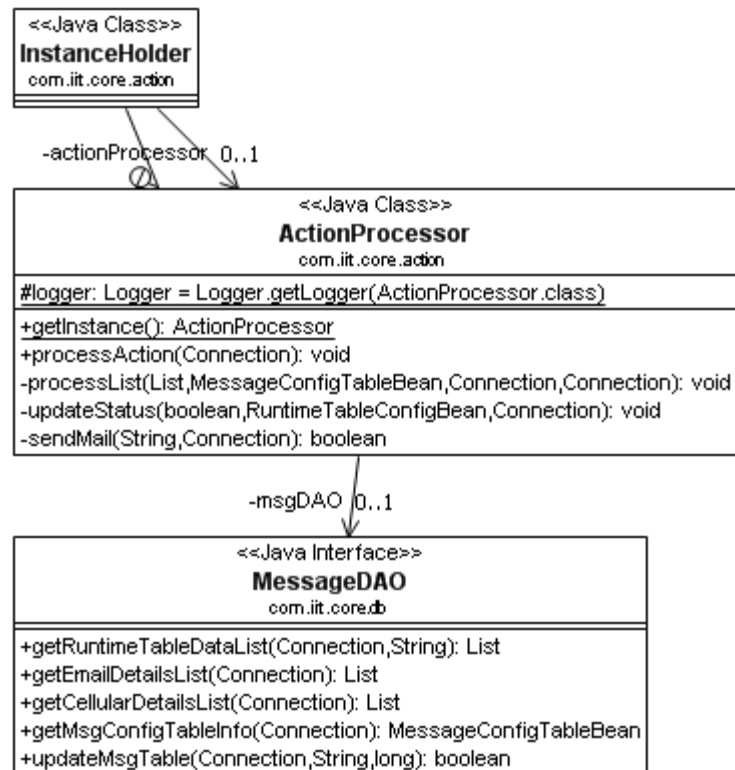 <<Java Class>>
InstanceHolder
com.iit.core.action
-actionProcessor 0..1
<<Java Class>>
ActionProcessor
com.iit.core.action
#logger: Logger = Logger.getLogger(ActionProcessor.class)
+getInstance(): ActionProcessor
+processAction(Connection): void
-processList(List,MessageConfigTableBean,Connection,Connection): void
-updateStatus(boolean,RuntimeTableConfigBean,Connection): void
-sendMail(String,Connection): boolean
-msgDAO 0..1
<<Java Interface>>
MessageDAO
com.iit.core.db
+getRuntimeTableDataList(Connection,String): List
+getEmailDetailsList(Connection): List
+getCellularDetailsList(Connection): List
+getMsgConfigTableInfo(Connection): MessageConfigTableBean
+updateMsgTable(Connection,String,long): boolean